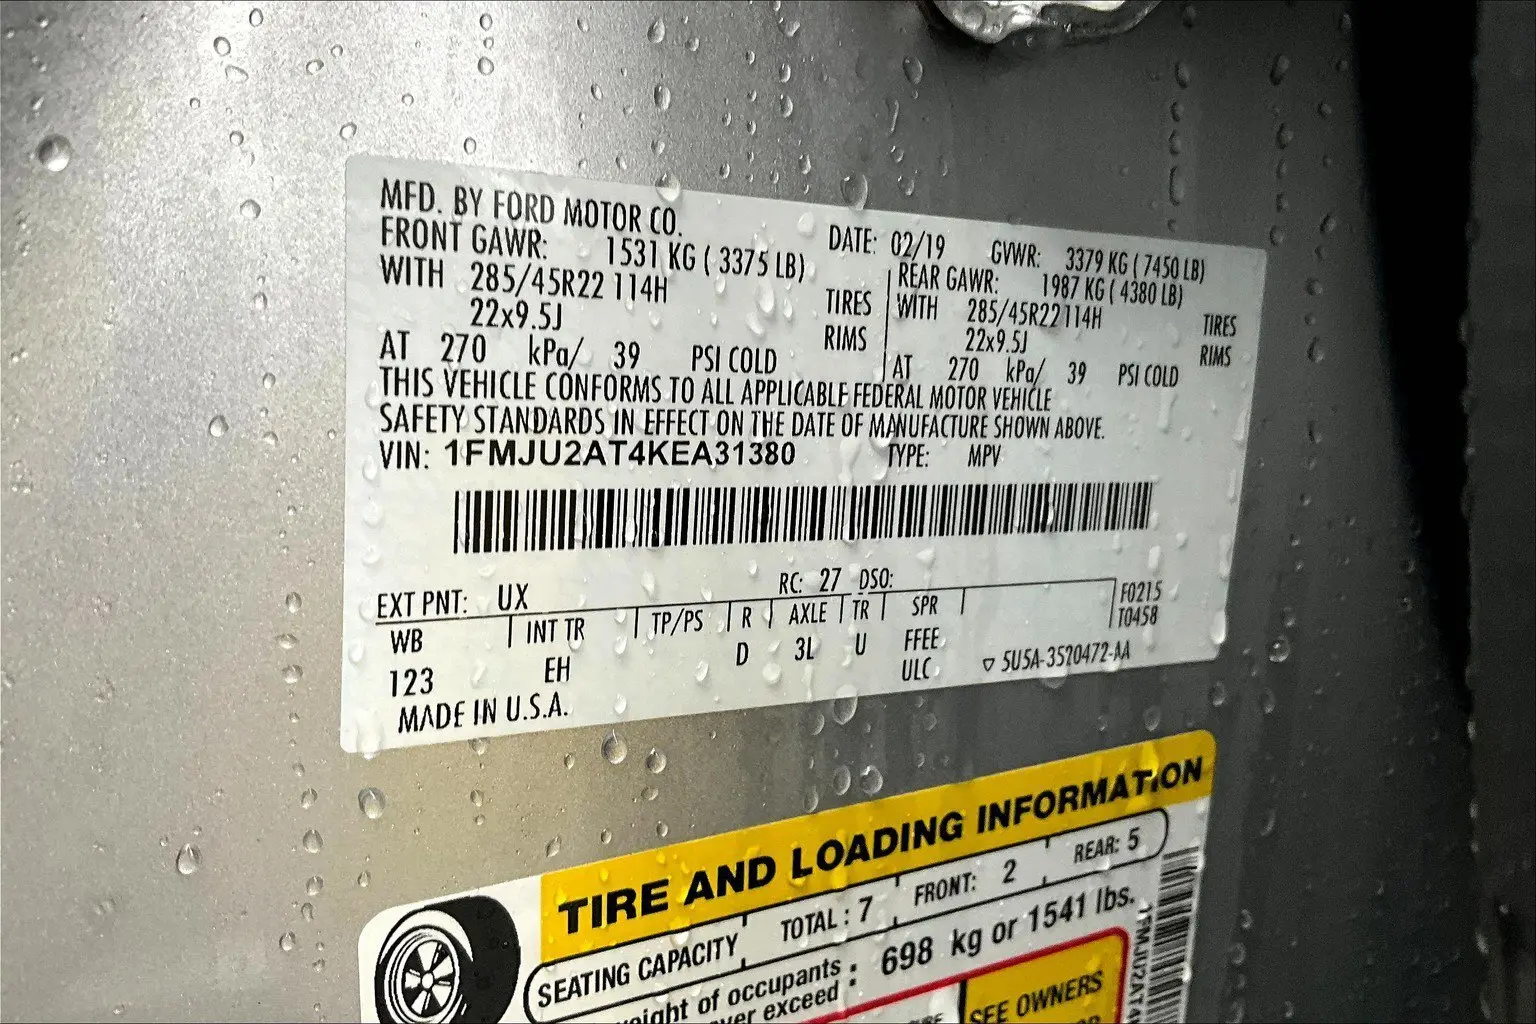 MFD. BY FORD MOTOR CO. DATE: 02/19 GVWR: 3379 KG ( 7450 LB)
FRONT GAWR: 1531 KG ( 3375 LB) REAR GAWR: 1987 KG ( 4380 LB)
WITH 285/45R22 114H TIRES WITH 285/45R22 114H TIRES
22x9.5J RIMS 22x9.5J RIMS
AT 270 kPa/ 39 PSI COLD AT 270 kPa/ 39 PSI COLD
THIS VEHICLE CONFORMS TO ALL APPLICABLE FEDERAL MOTOR VEHICLE
SAFETY STANDARDS IN EFFECT ON THE DATE OF MANUFACTURE SHOWN ABOVE.
VIN: 1FMJU2AT4KEA31380 TYPE: MPV
EXT PNT: UX RC: 27 DSO: F0215
WB INT TR TP/PS R AXLE TR SPR T0458
123 EH D 3L U FFEE
ULC 5U5A-3520472-AA
MADE IN U.S.A.
TIRE AND LOADING INFORMATION
SEATING CAPACITY TOTAL : 7 FRONT: 2 REAR: 5
of occupants : 698 kg or 1541 lbs.
exceed :
SEE OWNERS